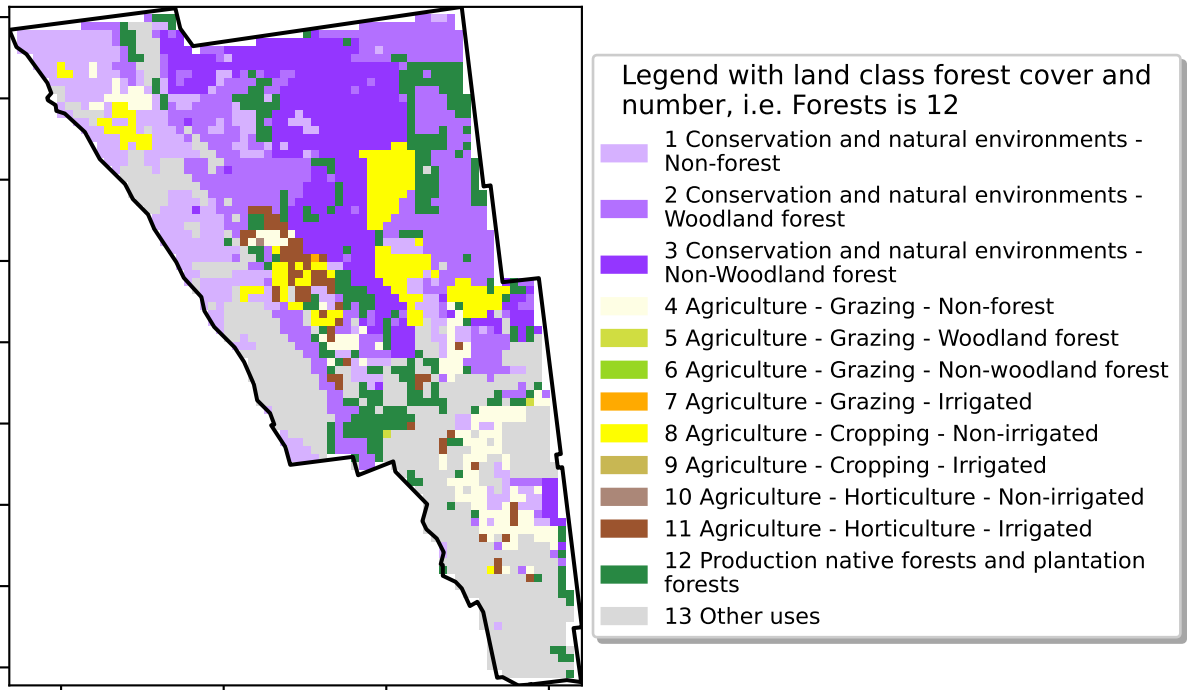 Legend with land class forest cover and
number, i.e. Forests is 12
1 Conservation and natural environments -
Non-forest
2 Conservation and natural environments -
Woodland forest
3 Conservation and natural environments -
Non-Woodland forest
4 Agriculture - Grazing - Non-forest
5 Agriculture - Grazing - Woodland forest
6 Agriculture - Grazing - Non-woodland forest
7 Agriculture - Grazing - Irrigated
8 Agriculture - Cropping - Non-irrigated
9 Agriculture - Cropping - Irrigated
10 Agriculture - Horticulture - Non-irrigated
11 Agriculture - Horticulture - Irrigated
12 Production native forests and plantation
forests
13 Other uses